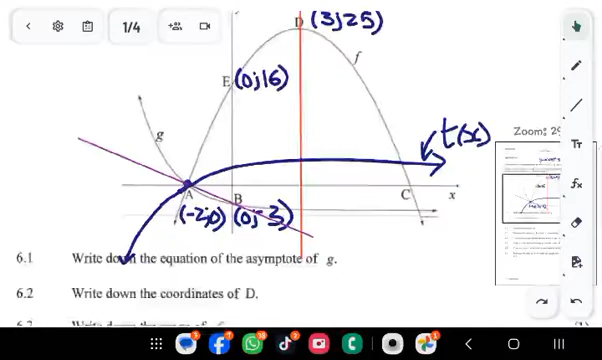 1/4
D (3;25)
f
E (0;16)
g
t(x)
Zoom: 29
A B C x
(-2;0) (0;-3)
6.1 Write down the equation of the asymptote of g.
6.2 Write down the coordinates of D.